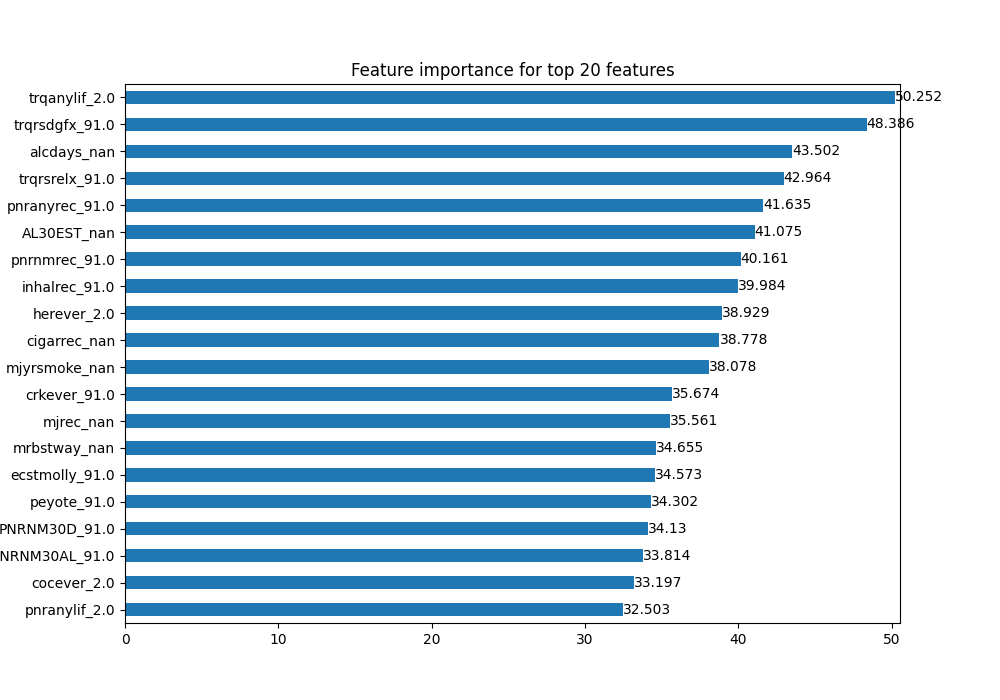 Feature importance for top 20 features
trqanylif_2.0 50.252
trqrsdgfx_91.0 48.386
alcdays_nan 43.502
trqrsrelx_91.0 42.964
pnranyrec_91.0 41.635
AL30EST_nan 41.075
pnrnmrec_91.0 40.161
inhalrec_91.0 39.984
herever_2.0 38.929
cigarrec_nan 38.778
mjyrsmoke_nan 38.078
crkever_91.0 35.674
mjrec_nan 35.561
mrbstway_nan 34.655
ecstmolly_91.0 34.573
peyote_91.0 34.302
PNRNM30D_91.0 34.13
NRNM30AL_91.0 33.814
cocever_2.0 33.197
pnranylif_2.0 32.503
0 10 20 30 40 50